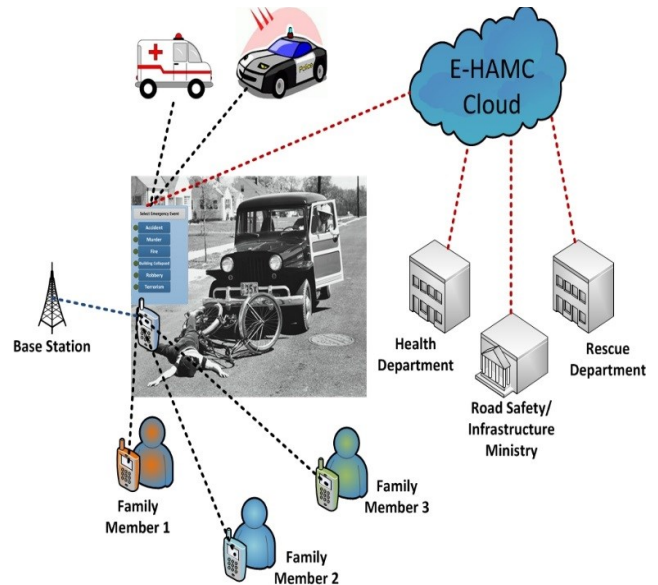 Police
E-HAMC
Cloud
Select Emergency Event
Accident
Murder
Fire
Building Collapsed
Robbery
Terrorism
Base Station
Health
Department
Road Safety/
Infrastructure
Ministry
Rescue
Department
Family
Member 1
Family
Member 2
Family
Member 3